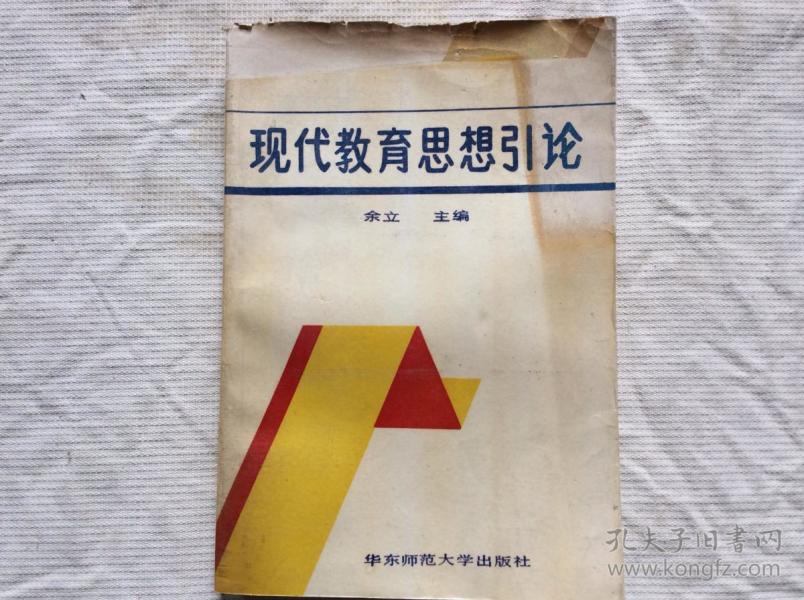 现代教育思想引论
余立 主编
华东师范大学出版社
孔夫子旧书网
www.kongfz.com